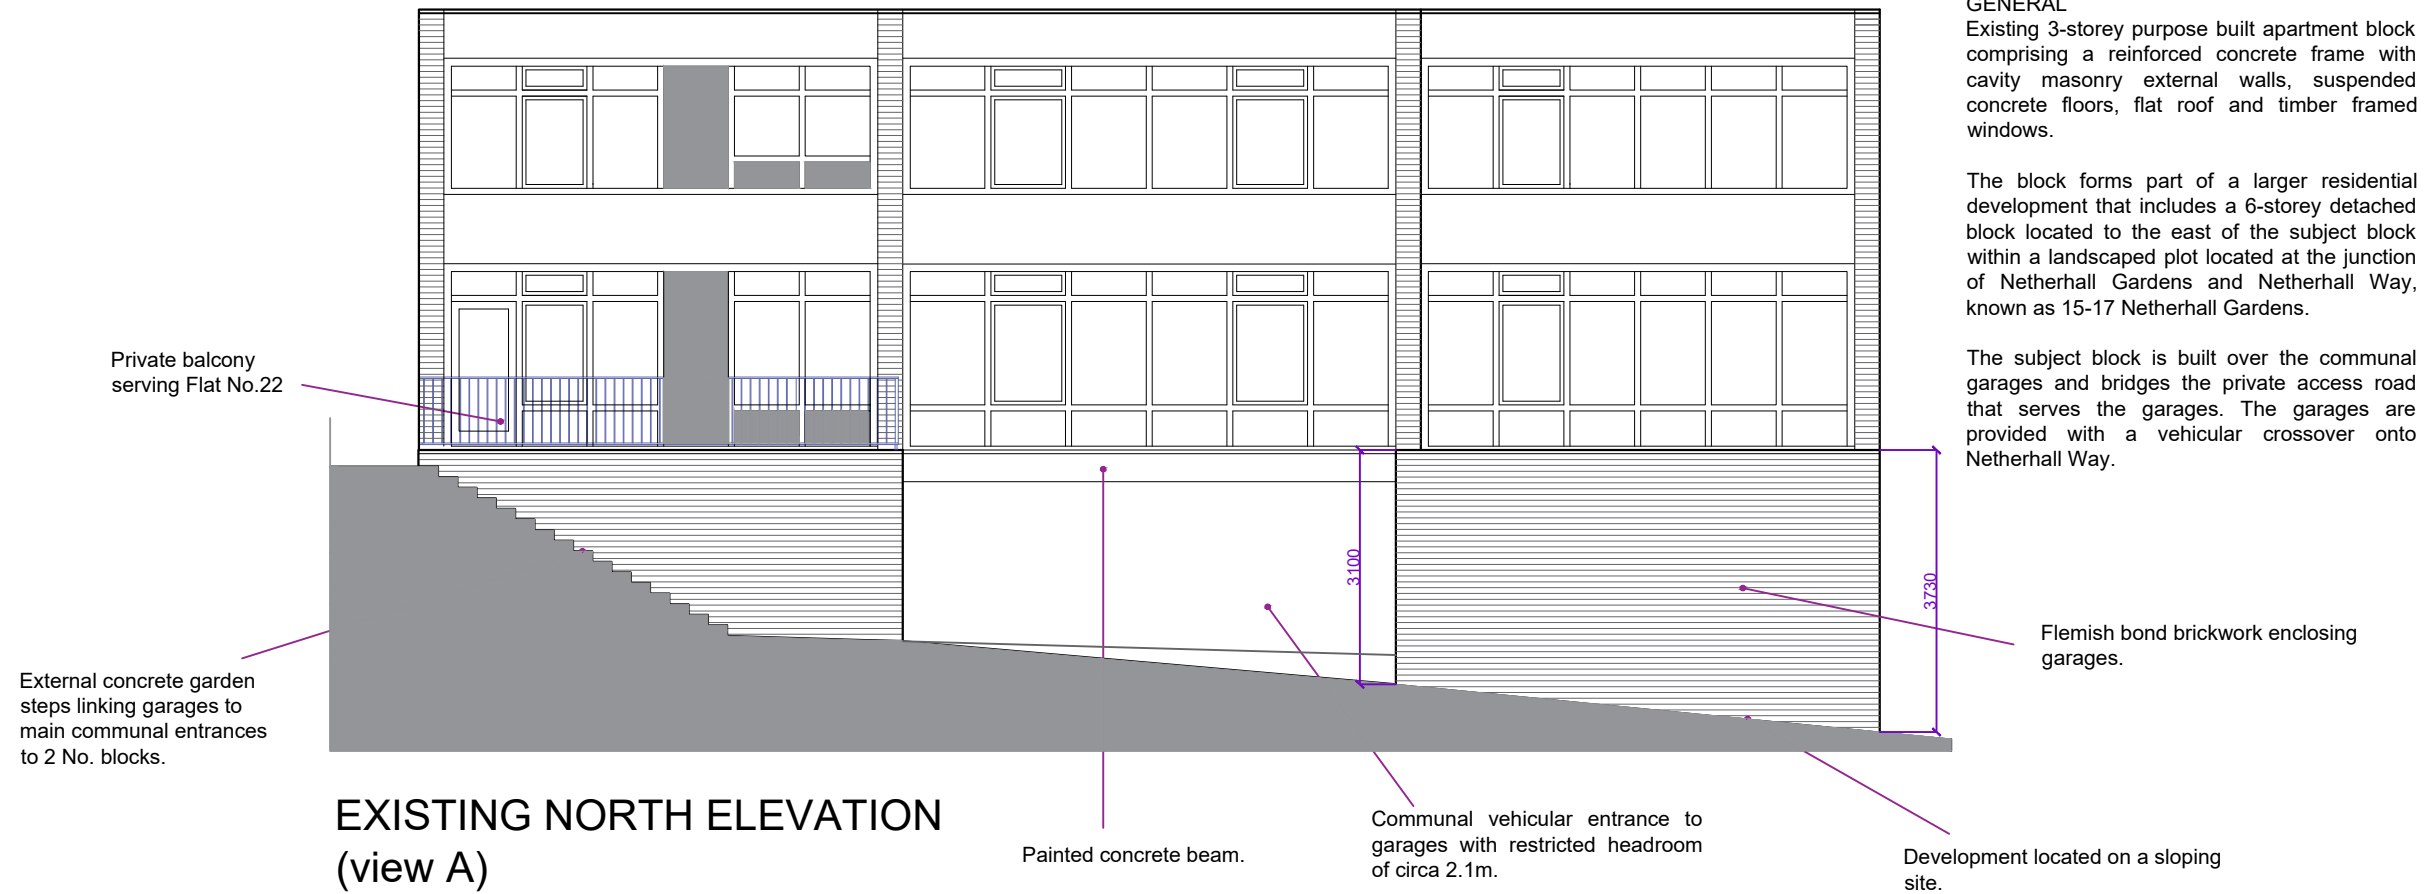 GENERAL
Existing 3-storey purpose built apartment block
comprising a reinforced concrete frame with
cavity masonry external walls, suspended
concrete floors, flat roof and timber framed
windows.
The block forms part of a larger residential
development that includes a 6-storey detached
block located to the east of the subject block
within a landscaped plot located at the junction
of Netherhall Gardens and Netherhall Way,
known as 15-17 Netherhall Gardens.
The subject block is built over the communal
garages and bridges the private access road
that serves the garages. The garages are
provided with a vehicular crossover onto
Netherhall Way.
Private balcony
serving Flat No.22
3100
3730
Flemish bond brickwork enclosing
garages.
External concrete garden
steps linking garages to
main communal entrances
to 2 No. blocks.
EXISTING NORTH ELEVATION
(view A)
Painted concrete beam.
Communal vehicular entrance to
garages with restricted headroom
of circa 2.1m.
Development located on a sloping
site.